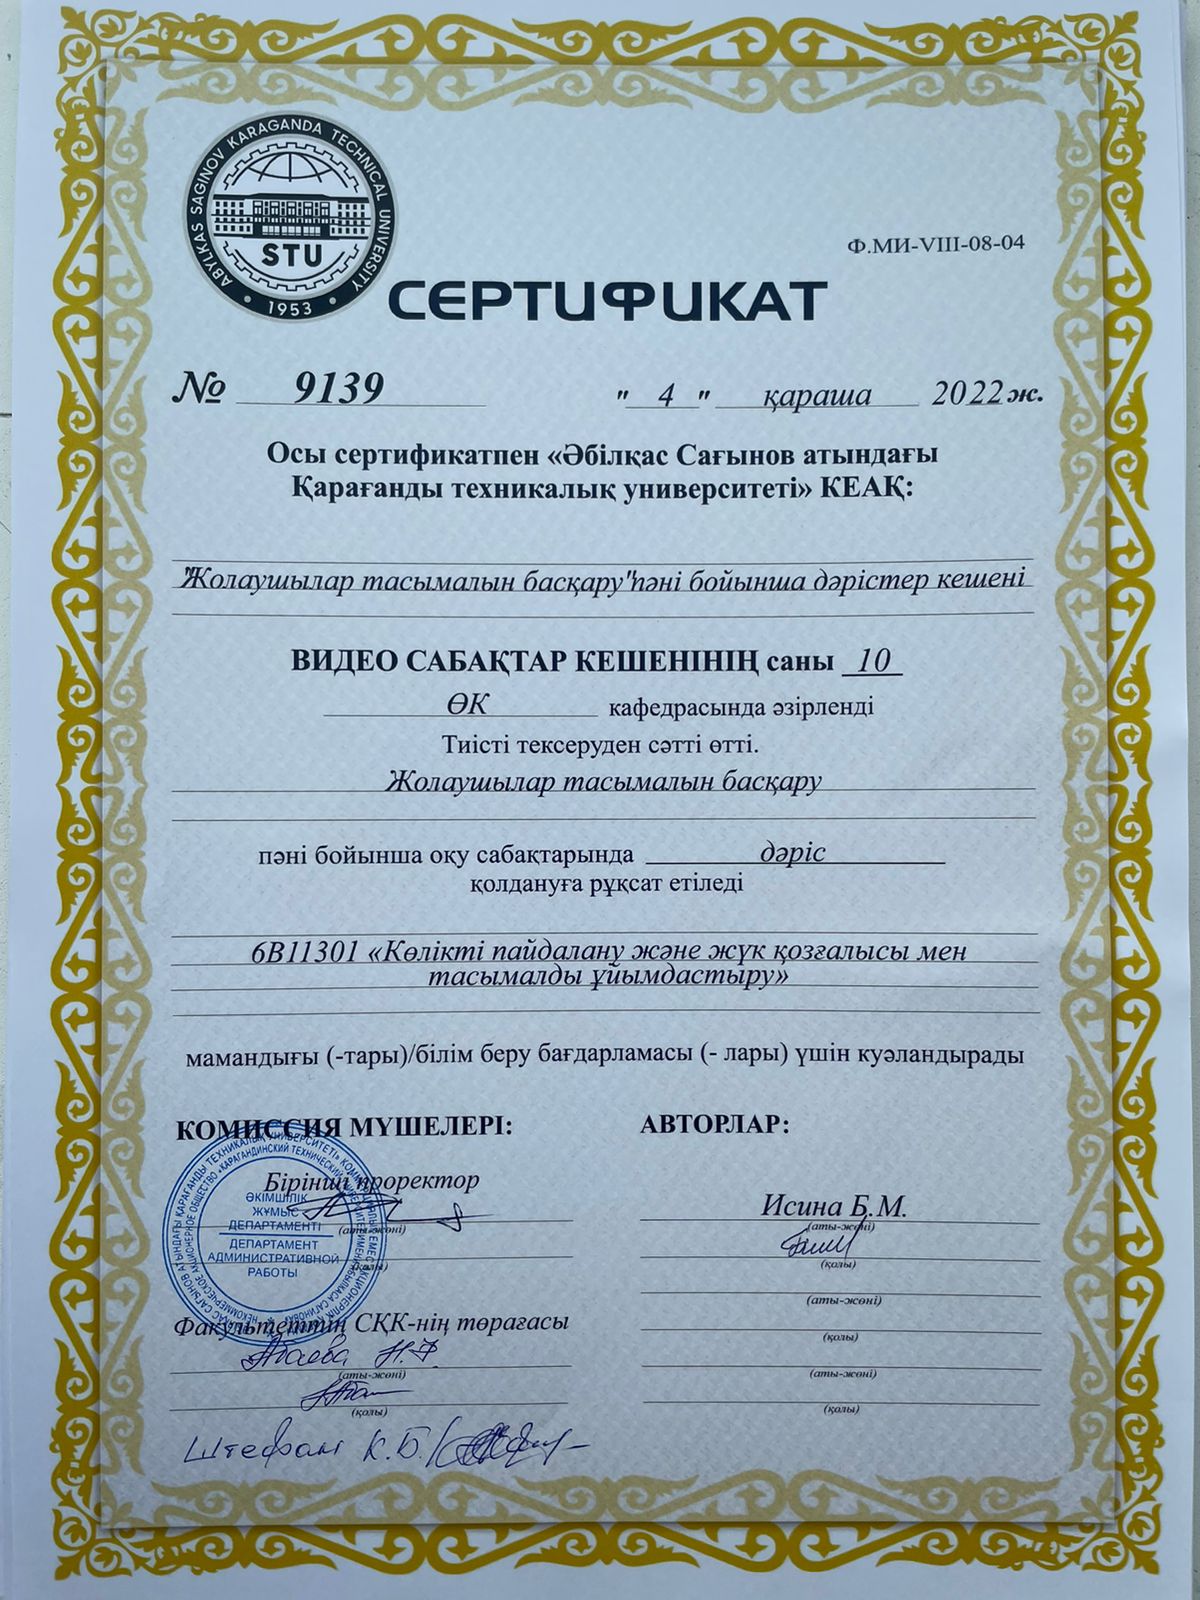 ABYLKAS SAGINOV KARAGANDA TECHNICAL UNIVERSITY
STU
• 1953 •
Ф.МИ-VIII-08-04
СЕРТИФИКАТ
№ 9139 " 4 " қараша 2022 ж.
Осы сертификатпен «Әбілқас Сағынов атындағы
Қарағанды техникалық университеті» КЕАҚ:
"Жолаушылар тасымалын басқару"пәні бойынша дәрістер кешені
ВИДЕО САБАҚТАР КЕШЕНІНІҢ саны 10
ӨК кафедрасында әзірленді
Тиісті тексеруден сәтті өтті.
Жолаушылар тасымалын басқару
пәні бойынша оқу сабақтарында дәріс
қолдануға рұқсат етіледі
6В11301 «Көлікті пайдалану және жүк қозғалысы мен
тасымалды ұйымдастыру»
мамандығы (-тары)/білім беру бағдарламасы (- лары) үшін куәландырады
КОМИССИЯ МҮШЕЛЕРІ:
Бірінші проректор
(аты-жөні)
(қолы)
ӘКІМШІЛІК
ЖҰМЫС
ДЕПАРТАМЕНТІ
ДЕПАРТАМЕНТ
АДМИНИСТРАТИВНОЙ
РАБОТЫ
Факультеттің СҚК-нің төрағасы
(аты-жөні)
(қолы)
Штефан К.Б.
АВТОРЛАР:
Исина Б.М.
(аты-жөні)
(қолы)
(аты-жөні)
(қолы)
(аты-жөні)
(қолы)